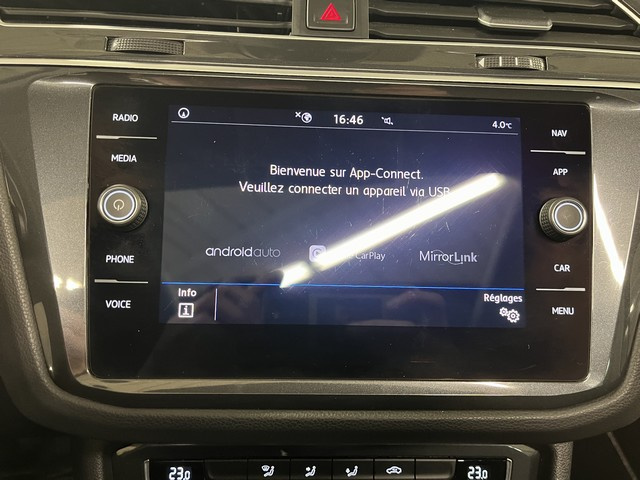 RADIO
MEDIA
PHONE
VOICE
16:46
4.0°C
Bienvenue sur App-Connect.
Veuillez connecter un appareil via USB
androidauto
CarPlay
MirrorLink
Info
Réglages
NAV
APP
CAR
MENU
23.0
23.0